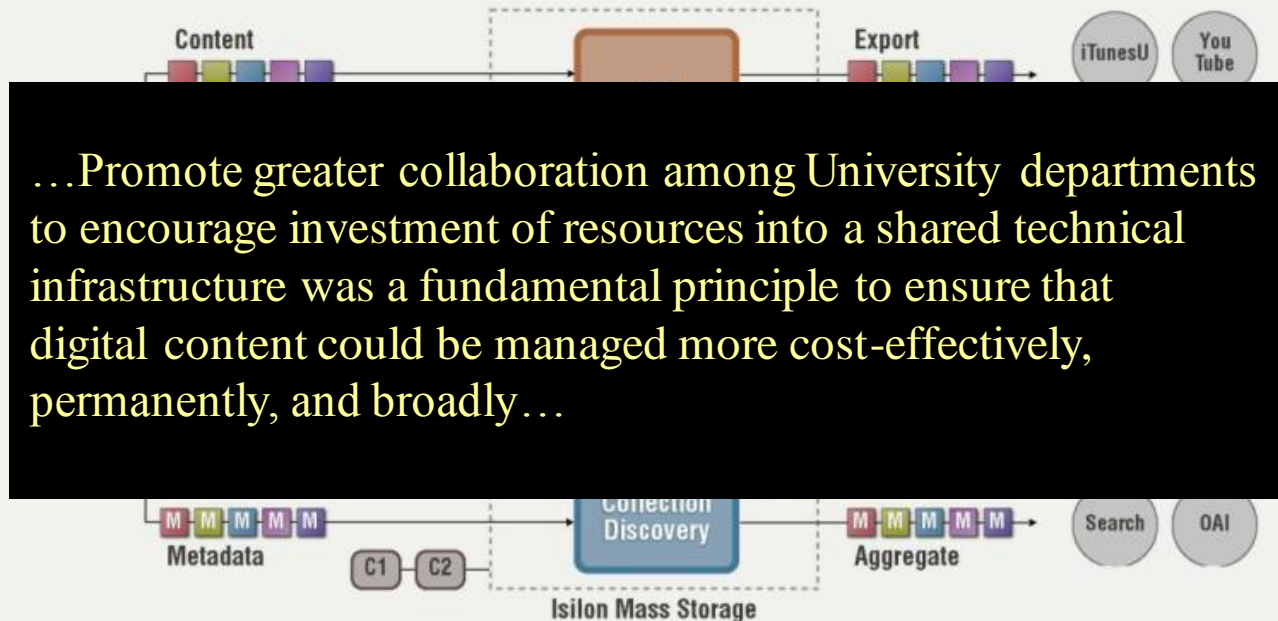 Content
Export
iTunesU
You
Tube
…Promote greater collaboration among University departments
to encourage investment of resources into a shared technical
infrastructure was a fundamental principle to ensure that
digital content could be managed more cost-effectively,
permanently, and broadly…
Collection
Discovery
M M M M M
M M M M M
Search
OAI
Metadata
Aggregate
C1
C2
Isilon Mass Storage